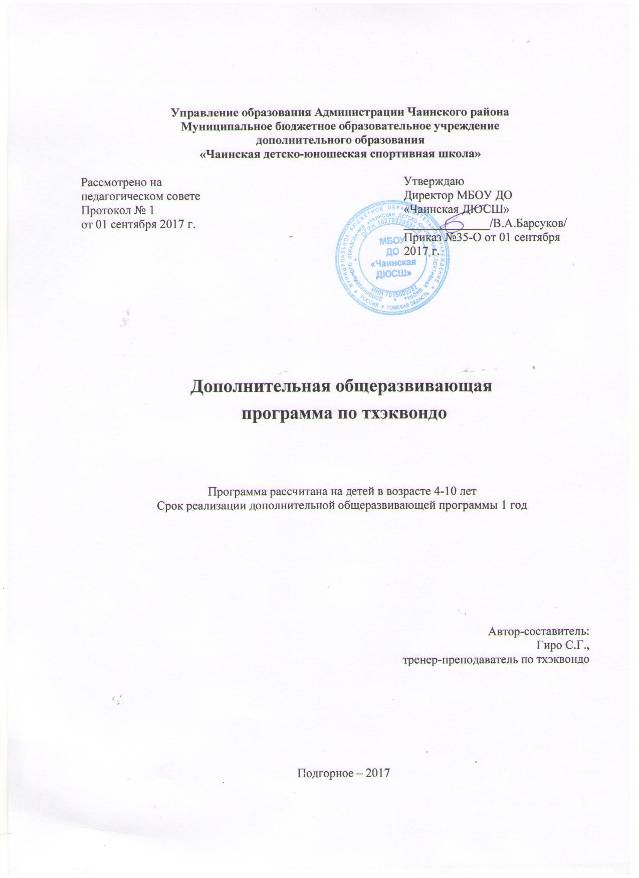 Управление образования Администрации Чаинского района
Муниципальное бюджетное образовательное учреждение
дополнительного образования
«Чаинская детско-юношеская спортивная школа»
Рассмотрено на
педагогическом совете
Протокол № 1
от 01 сентября 2017 г.
Утверждаю
Директор МБОУ ДО
«Чаинская ДЮСШ»
/В.А.Барсуков/
Приказ №35-О от 01 сентября
2017 г.
МБОУ
ДО
«Чаинская
ДЮСШ»
Дополнительная общеразвивающая
программа по тхэквондо
Программа рассчитана на детей в возрасте 4-10 лет
Срок реализации дополнительной общеразвивающей программы 1 год
Автор-составитель:
Гиро С.Г.,
тренер-преподаватель по тхэквондо
Подгорное – 2017